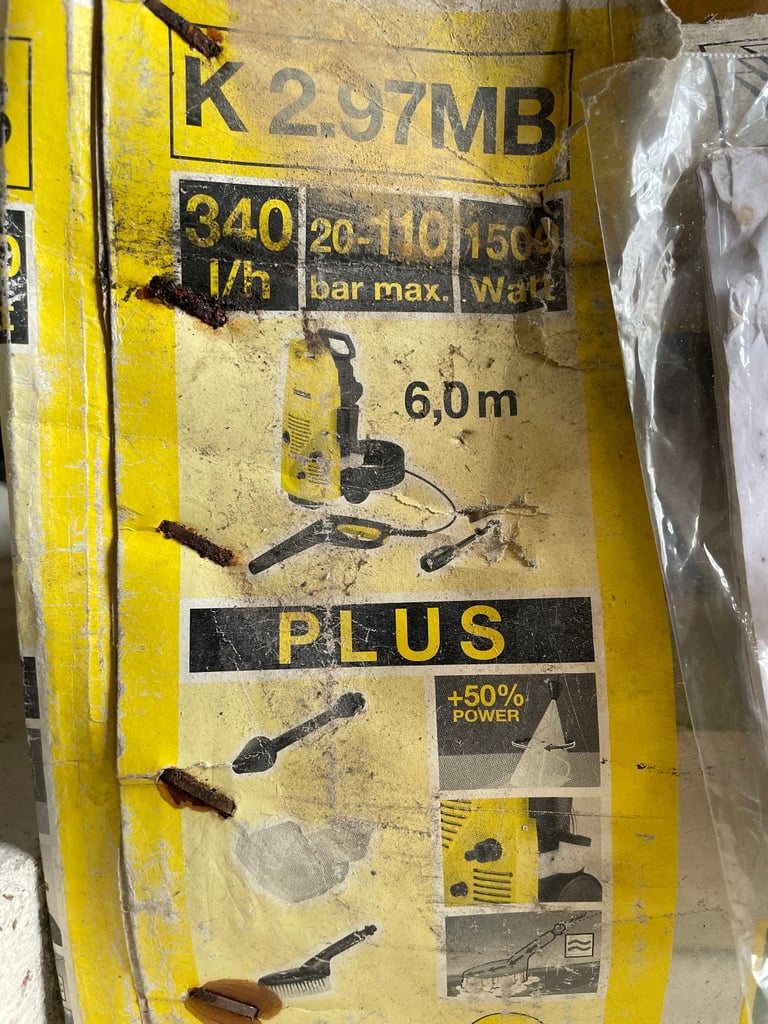 K 2.97MB
340 20-110 1500
l/h bar max. Watt
6,0 m
PLUS
+50%
POWER